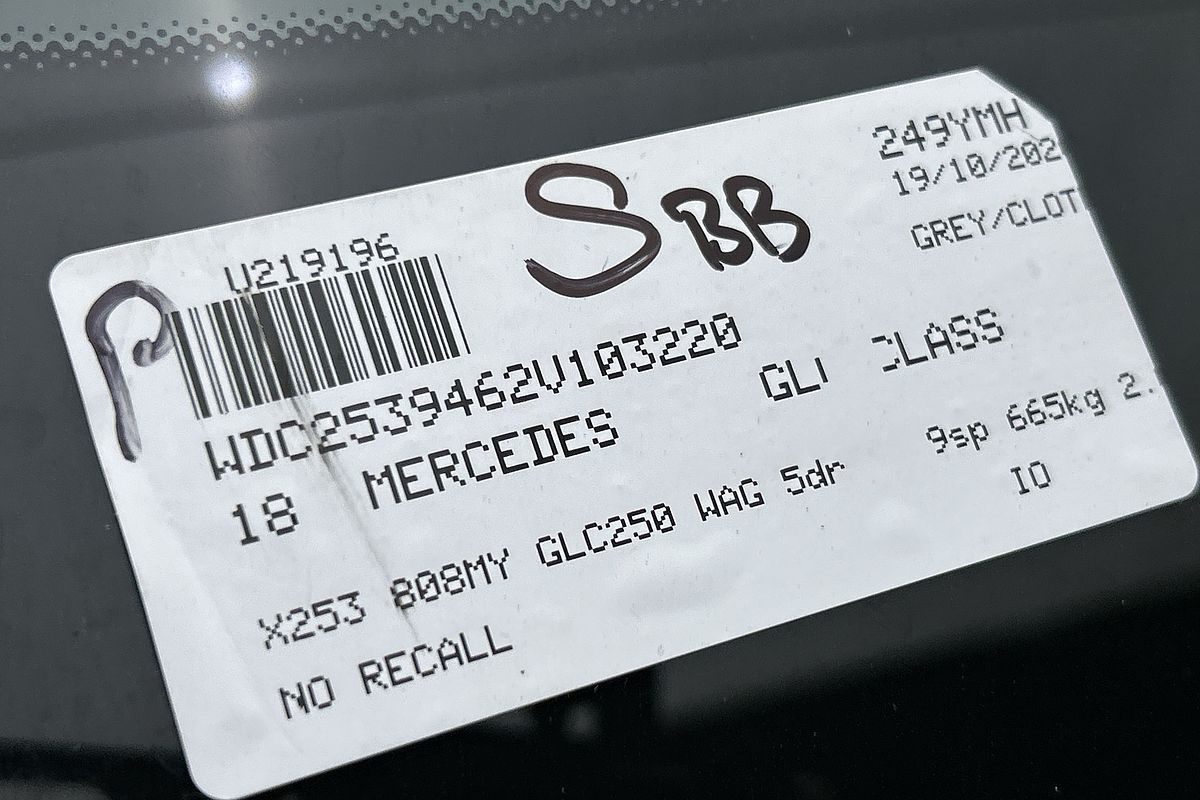 249YMH
19/10/202
GREY/CLOT
SBB
U219196
P
WDC2539462V103220
18 MERCEDES CLASS
X253 808MY GLC250 WAG 5dr 9sp 665kg 2.
NO RECALL IO